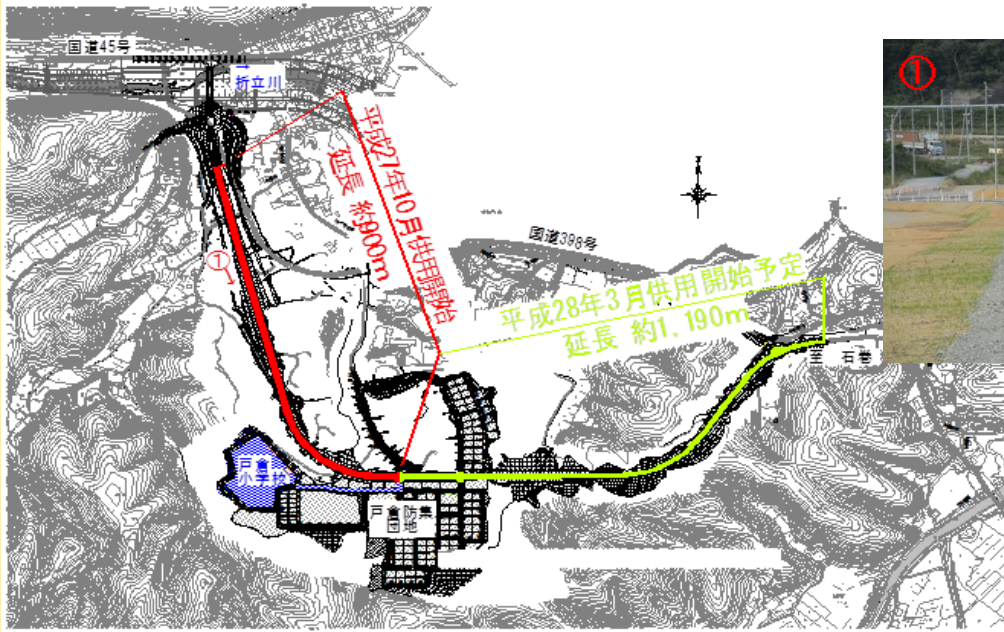 国道45号
→
折立川
①
平成27年10月供用開始
延長 約900m
①→
国道398号
平成28年3月供用開始予定
延長 約1,190m
至 石巻
戸倉
小学校
戸倉防集
団地